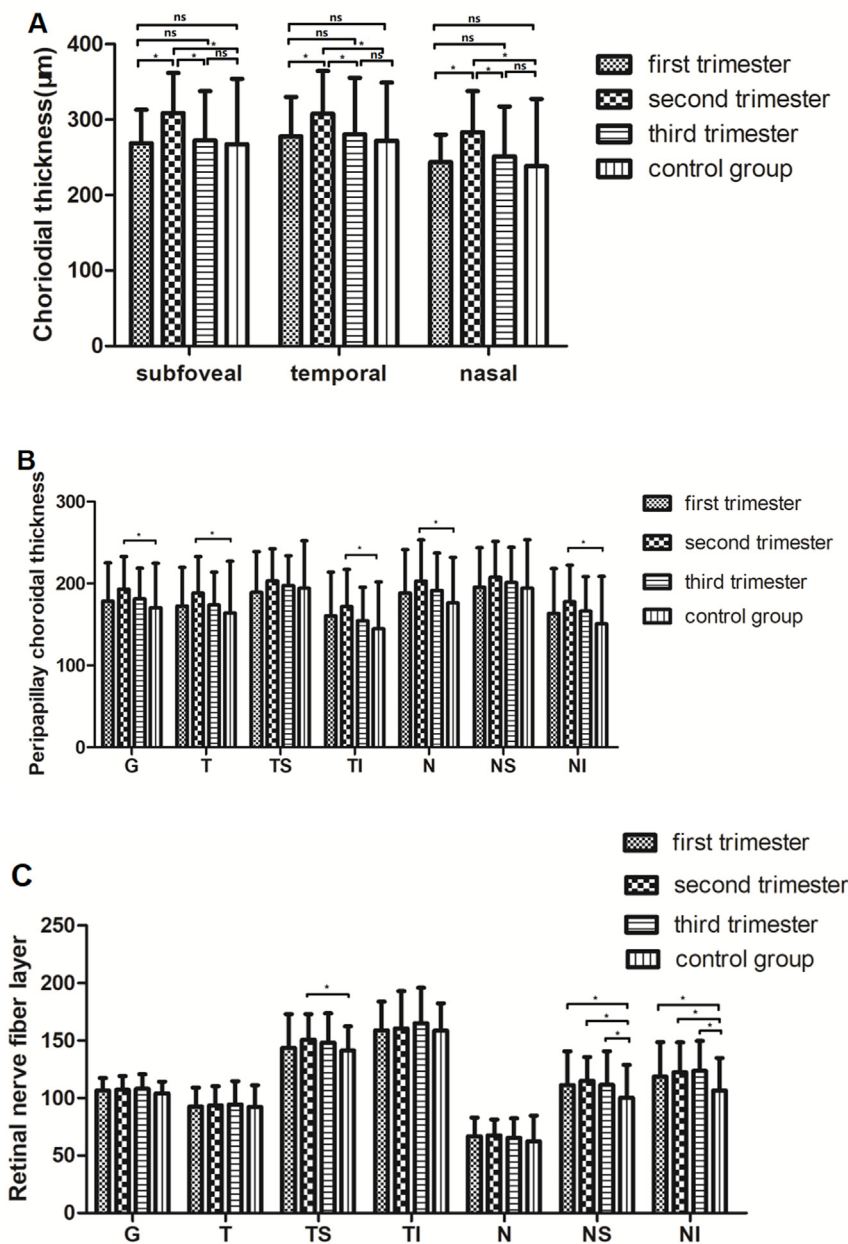 A
ns ns ns
ns ns ns
* * *
* * ns * * ns * * ns
Choriodial thickness(μm)
400
300
200
100
0
subfoveal temporal nasal
first trimester
second trimester
third trimester
control group
B
Peripapillay choroidal thickness
300
200
100
0
* * * * *
G T TS TI N NS NI
first trimester
second trimester
third trimester
control group
C
Retinal nerve fiber layer
250
200
150
100
50
0
* * *
* *
* *
G T TS TI N NS NI
first trimester
second trimester
third trimester
control group